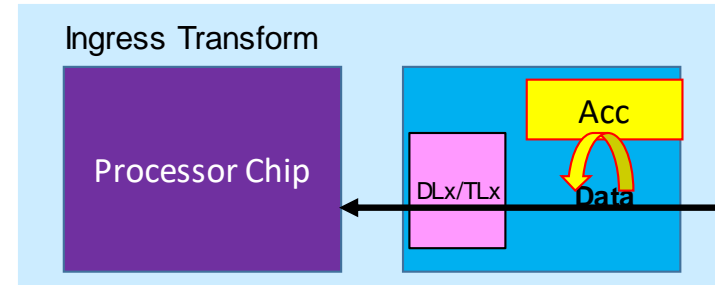 Ingress Transform
Acc
Processor Chip
DLx/TLx
Data